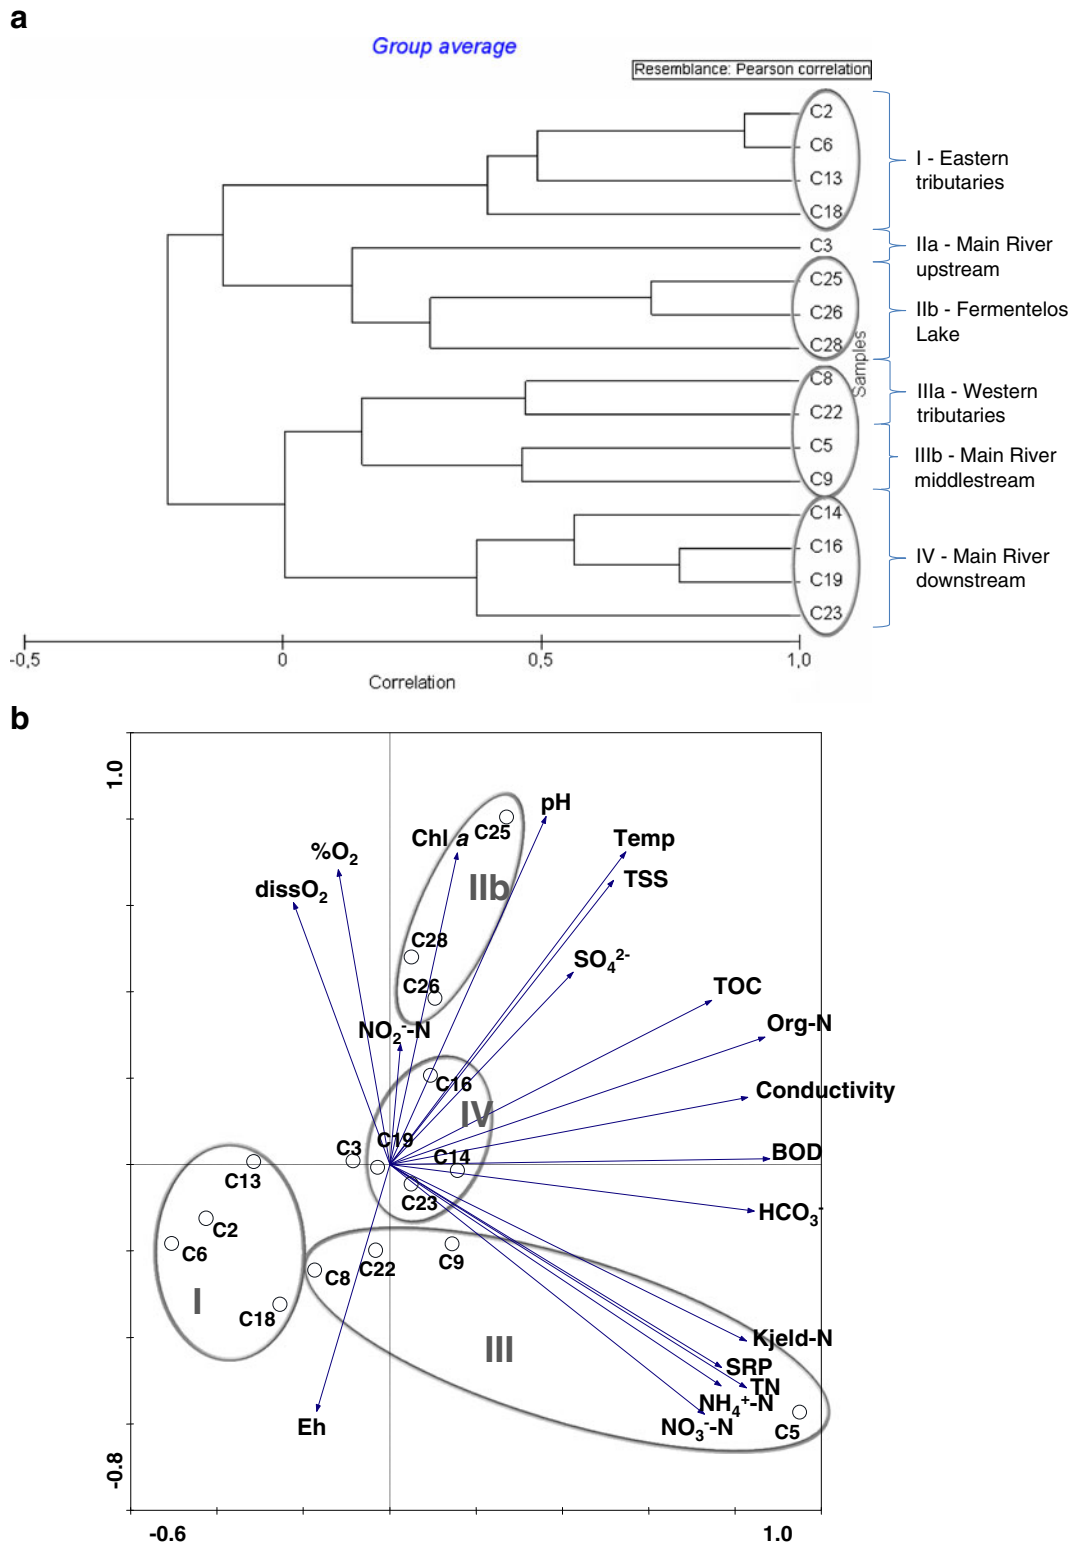 a
Group average
Resemblance: Pearson correlation
C2
C6
C13
C18
C3
C25
C26
C28
C8
C22
C5
C9
C14
C16
C19
C23
Samples
I - Eastern
tributaries
IIa - Main River
upstream
IIb - Fermentelos
Lake
IIIa - Western
tributaries
IIIb - Main River
middlestream
IV - Main River
downstream
-0,5
0
0,5
1,0
Correlation
b
1.0
-0.8
-0.6
1.0
pH
Chl a
C25
Temp
%O2
TSS
dissO2
IIb
C28
SO4 2-
C26
TOC
NO2--N
Org-N
C16
Conductivity
IV
C19
C3
C14
BOD
C13
C23
HCO3-
C2
C6
C22
C9
C8
I
C18
III
Kjeld-N
SRP
TN
NH4+-N
Eh
NO3--N
C5